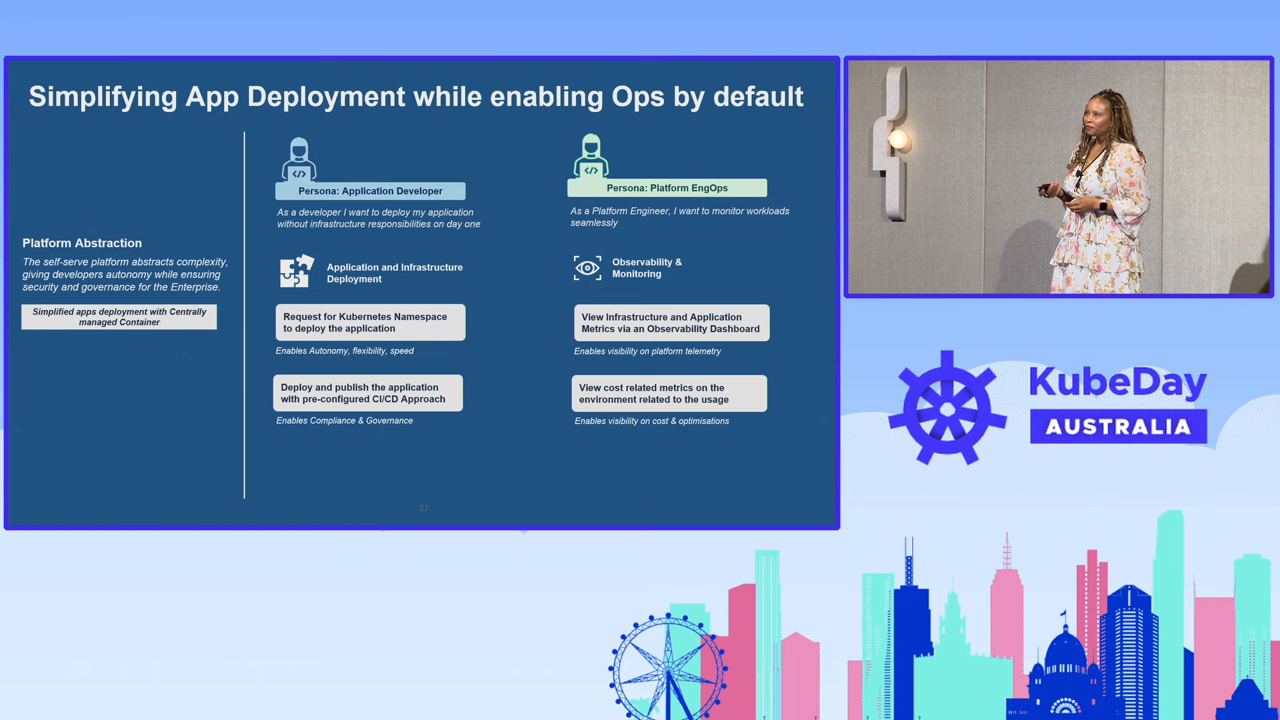 Simplifying App Deployment while enabling Ops by default
Platform Abstraction
The self-serve platform abstracts complexity,
giving developers autonomy while ensuring
security and governance for the Enterprise.
Simplified apps deployment with Centrally
managed Container
</>
Persona: Application Developer
As a developer I want to deploy my application
without infrastructure responsibilities on day one
Application and Infrastructure
Deployment
Request for Kubernetes Namespace
to deploy the application
Enables Autonomy, flexibility, speed
Deploy and publish the application
with pre-configured CI/CD Approach
Enables Compliance & Governance
</>
Persona: Platform EngOps
As a Platform Engineer, I want to monitor workloads
seamlessly
Observability &
Monitoring
View Infrastructure and Application
Metrics via an Observability Dashboard
Enables visibility on platform telemetry
View cost related metrics on the
environment related to the usage
Enables visibility on cost & optimisations
27
KubeDay
AUSTRALIA